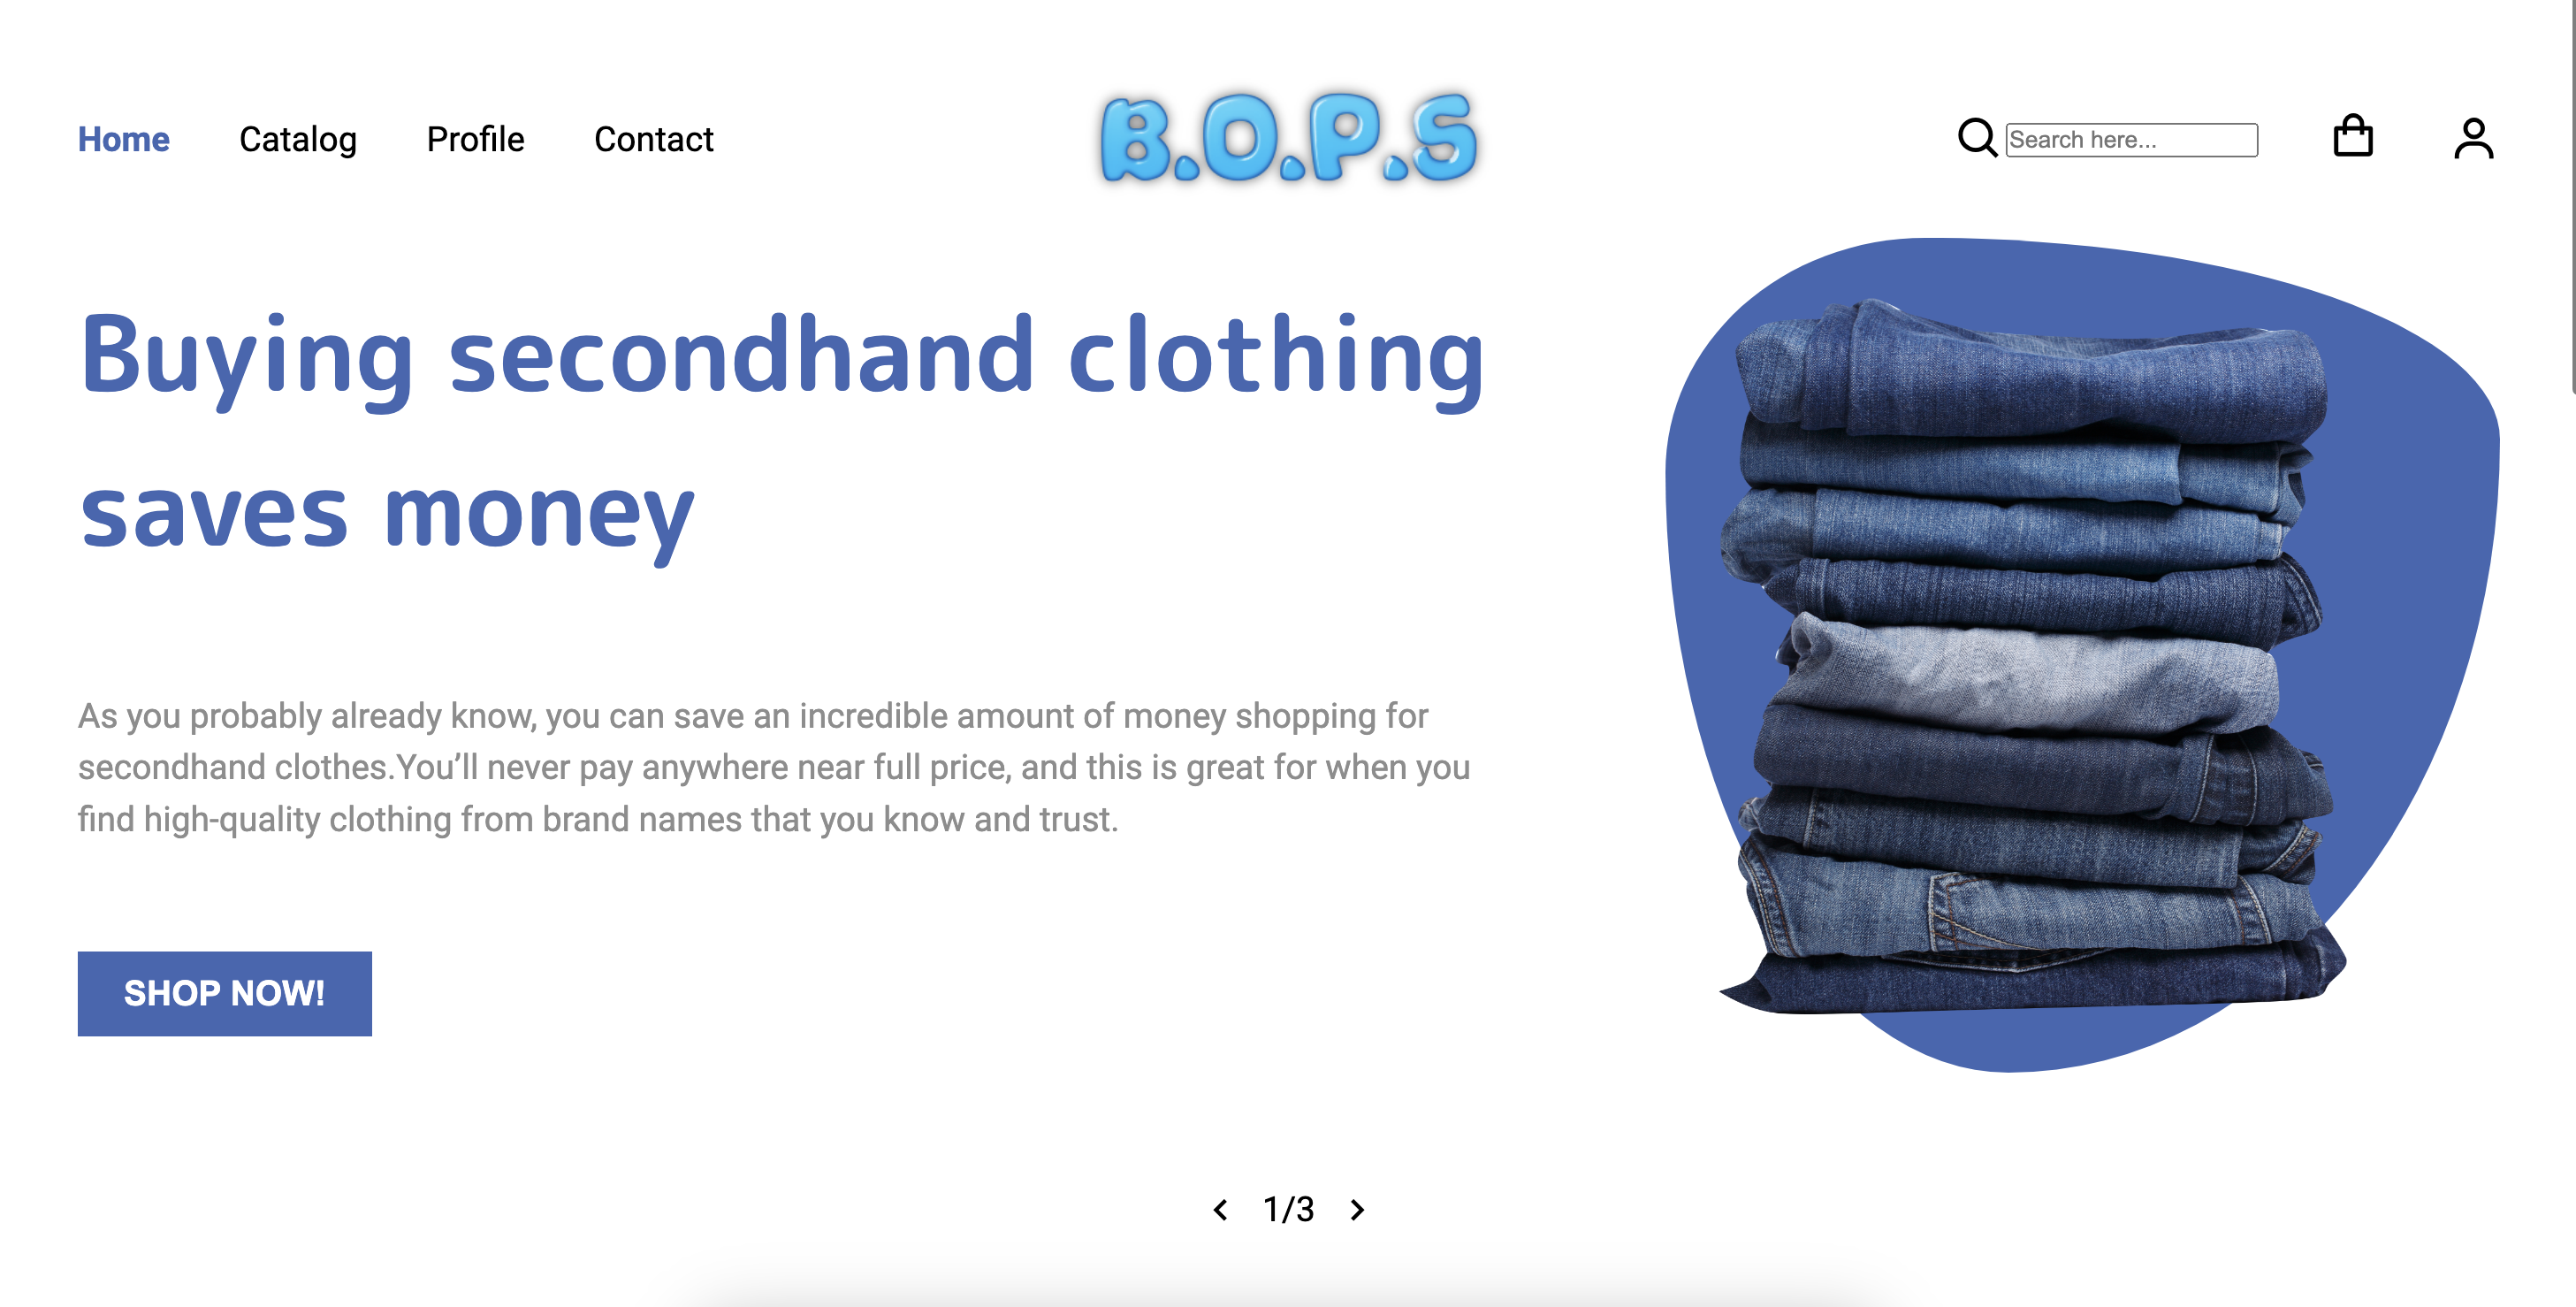 Home Catalog Profile Contact B.O.P.S Search here...
Buying secondhand clothing
saves money
As you probably already know, you can save an incredible amount of money shopping for
secondhand clothes.You’ll never pay anywhere near full price, and this is great for when you
find high-quality clothing from brand names that you know and trust.
SHOP NOW!
1/3